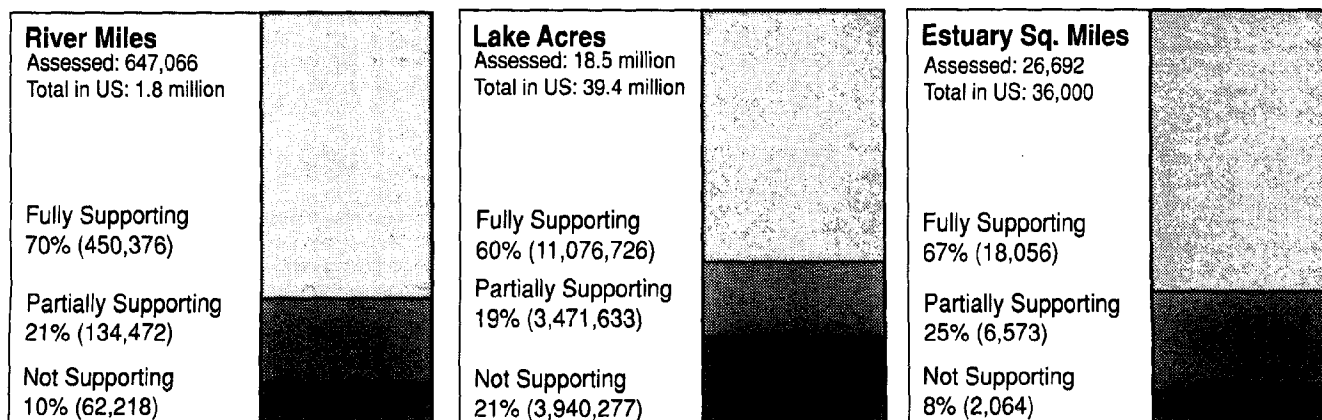 River Miles
Assessed: 647,066
Total in US: 1.8 million
Fully Supporting
70% (450,376)
Partially Supporting
21% (134,472)
Not Supporting
10% (62,218)
Lake Acres
Assessed: 18.5 million
Total in US: 39.4 million
Fully Supporting
60% (11,076,726)
Partially Supporting
19% (3,471,633)
Not Supporting
21% (3,940,277)
Estuary Sq. Miles
Assessed: 26,692
Total in US: 36,000
Fully Supporting
67% (18,056)
Partially Supporting
25% (6,573)
Not Supporting
8% (2,064)